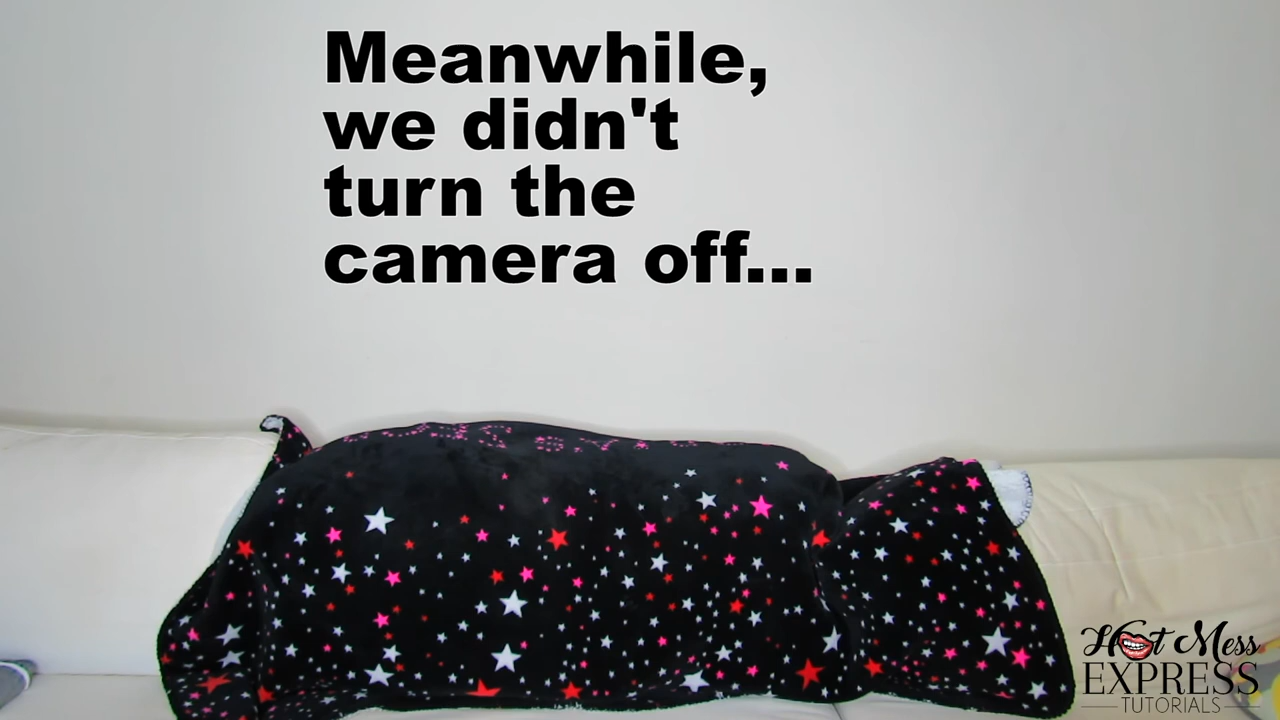 Meanwhile,
we didn't
turn the
camera off...
Hot Mess
EXPRESS
TUTORIALS